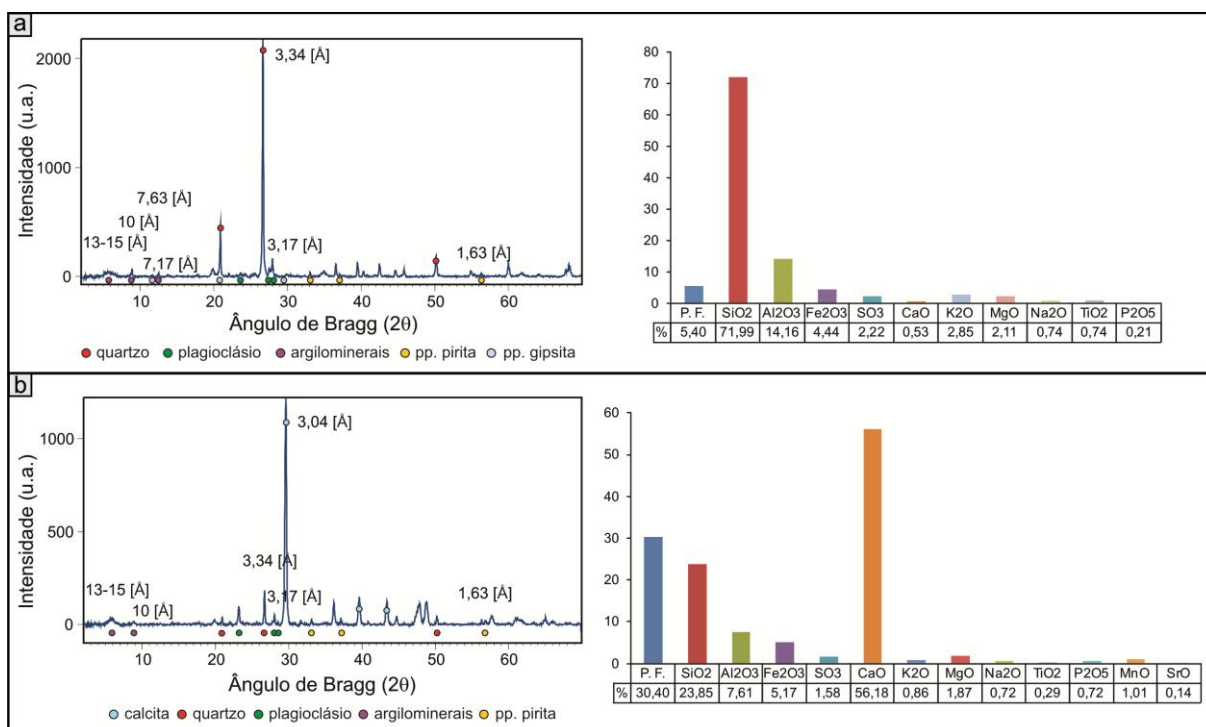 a
Intensidade (u.a.)
2000
1000
0
3,34 [Å]
7,63 [Å]
10 [Å]
13-15 [Å]
7,17 [Å]
3,17 [Å]
1,63 [Å]
10 20 30 40 50 60
Ângulo de Bragg (2θ)
quartzo plagioclásio argilominerais pp. pirita pp. gipsita
80
70
60
50
40
30
20
10
0
P. F. SiO2 Al2O3 Fe2O3 SO3 CaO K2O MgO Na2O TiO2 P2O5
% 5,40 71,99 14,16 4,44 2,22 0,53 2,85 2,11 0,74 0,74 0,21
b
Intensidade (u.a.)
1000
500
0
3,04 [Å]
3,34 [Å]
13-15 [Å]
10 [Å]
3,17 [Å]
1,63 [Å]
10 20 30 40 50 60
Ângulo de Bragg (2θ)
calcita quartzo plagioclásio argilominerais pp. pirita
60
50
40
30
20
10
0
P. F. SiO2 Al2O3 Fe2O3 SO3 CaO K2O MgO Na2O TiO2 P2O5 MnO SrO
% 30,40 23,85 7,61 5,17 1,58 56,18 0,86 1,87 0,72 0,29 0,72 1,01 0,14